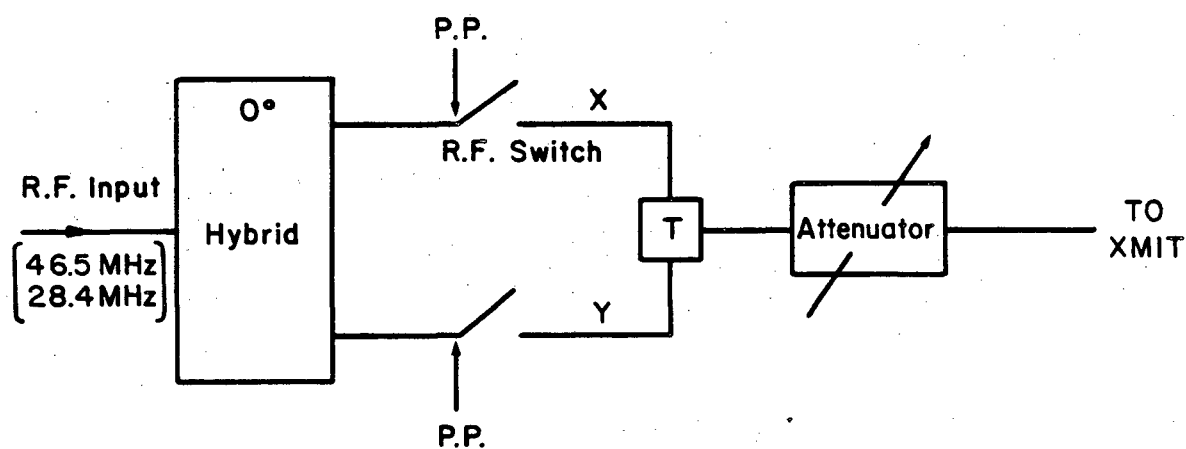 P.P.
0°
X
R.F. Switch
R.F. Input
Hybrid
46.5 MHz
28.4 MHz
T
Attenuator
TO
XMIT
Y
P.P.